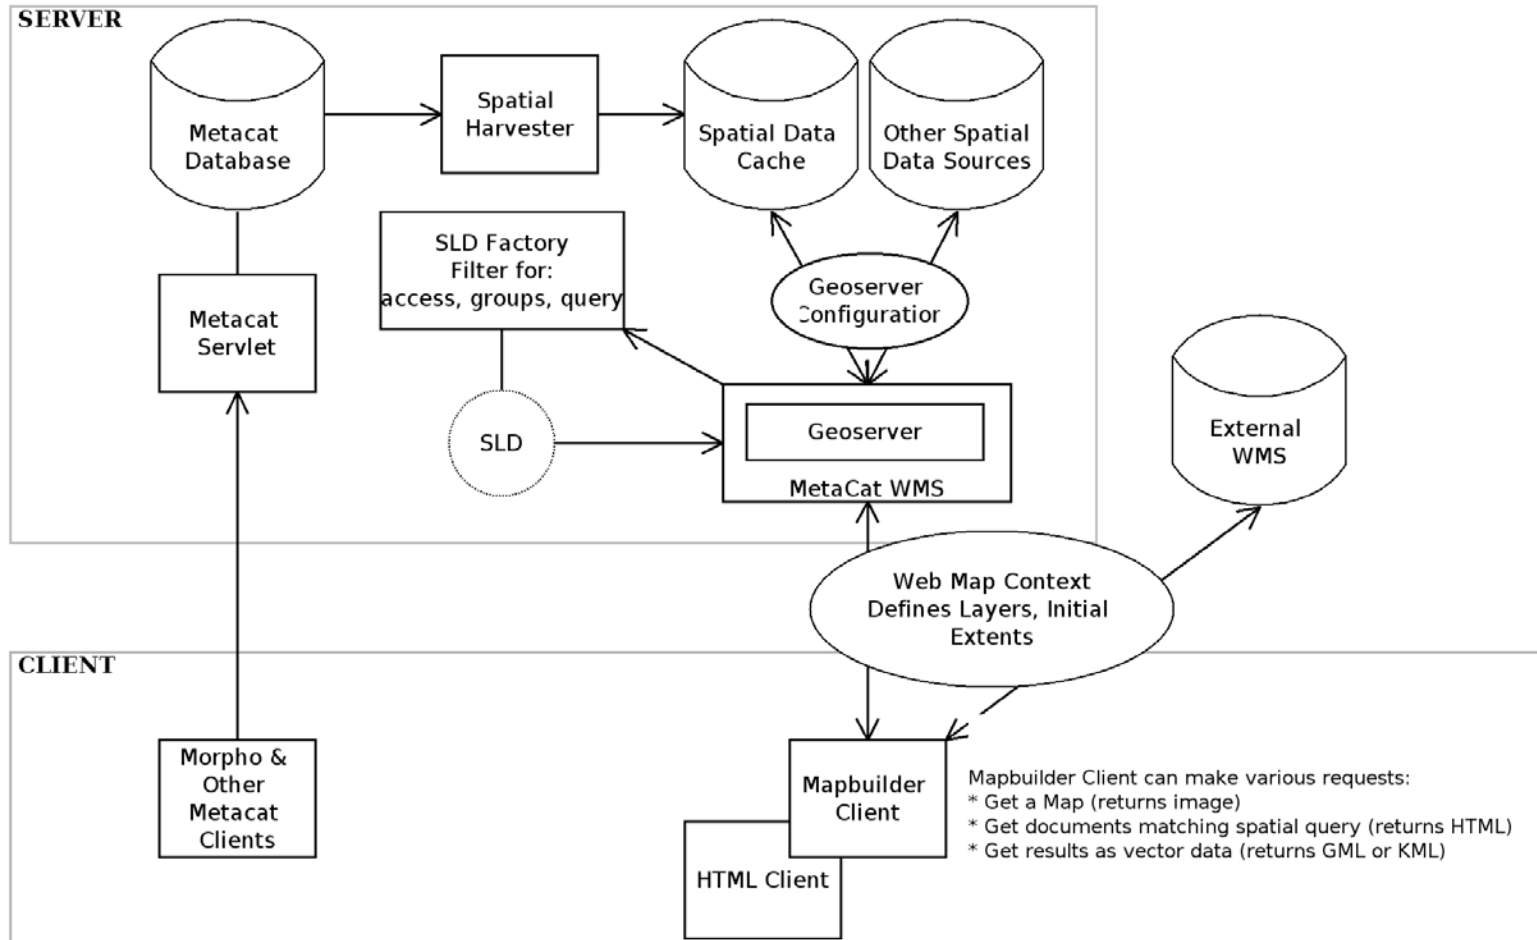 SERVER
Metacat
Database
Spatial
Harvester
Spatial Data
Cache
Other Spatial
Data Sources
SLD Factory
Filter for:
access, groups, query
Geoserver
Configuration
Metacat
Servlet
SLD
Geoserver
MetaCat WMS
External
WMS
Web Map Context
Defines Layers, Initial
Extents
CLIENT
Morpho &
Other
Metacat
Clients
Mapbuilder
Client
HTML Client
Mapbuilder Client can make various requests:
* Get a Map (returns image)
* Get documents matching spatial query (returns HTML)
* Get results as vector data (returns GML or KML)